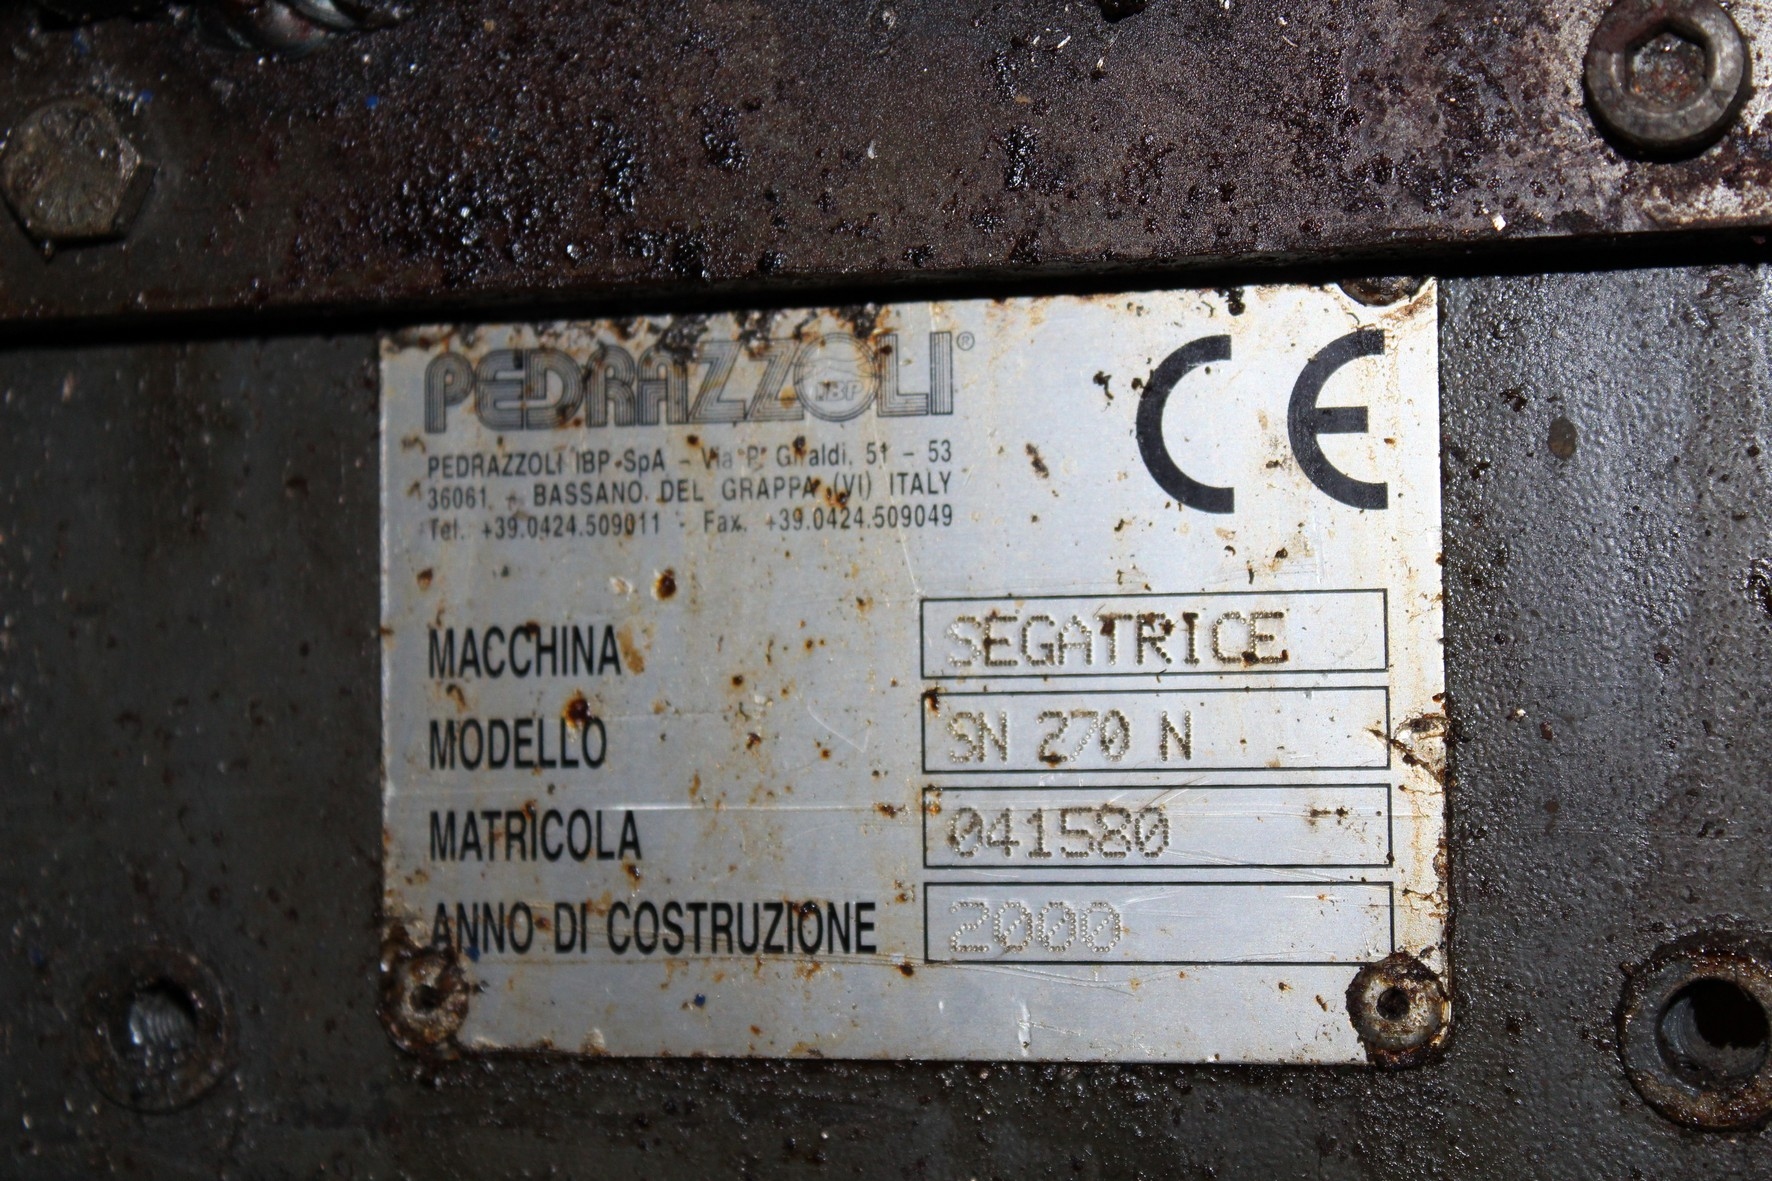 PEDRAZZOLI®
IBP
PEDRAZZOLI IBP SpA - Via P. Giraldi, 51 - 53
36061 - BASSANO DEL GRAPPA (VI) ITALY
Tel. +39.0424.509011 - Fax. +39.0424.509049
CE
MACCHINA SEGATRICE
MODELLO SN 270 N
MATRICOLA 041580
ANNO DI COSTRUZIONE 2000